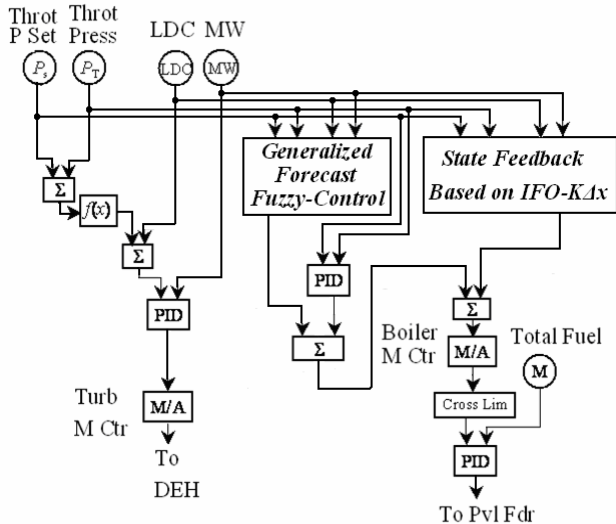 Throt Throt
P Set Press LDC MW
Ps PT LDC MW
Generalized
Forecast
Fuzzy-Control
State Feedback
Based on IFO-KΔx
Σ
f(x)
Σ
PID
PID
Σ
Σ
Boiler
M Ctr
M/A
Total Fuel
M
Turb
M Ctr
M/A
Cross Lim
To
DEH
PID
To Pvl Fdr